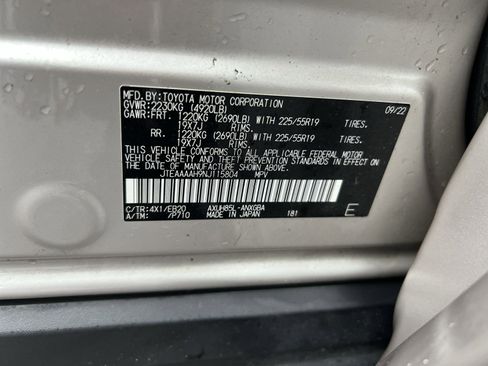 MFD.BY:TOYOTA MOTOR CORPORATION 09/22
GVWR:2230KG (4920LB)
GAWR:FRT. 1220KG (2690LB) WITH 225/55R19 TIRES.
19X7J RIMS.
RR. 1220KG (2690LB) WITH 225/55R19 TIRES.
19X7J RIMS.
THIS VEHICLE CONFORMS TO ALL APPLICABLE FEDERAL MOTOR
VEHICLE SAFETY AND THEFT PREVENTION STANDARDS IN EFFECT ON
THE DATE OF MANUFACTURE SHOWN ABOVE.
JTEAAAAH9NJ115804 MPV
C/TR:4X1/EB20 AXUH85L-ANXGBA
A/TM: /P710 MADE IN JAPAN 181 E